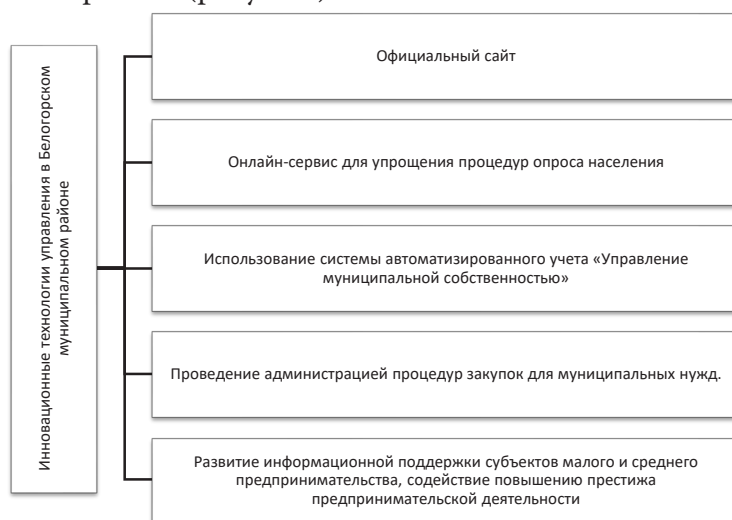 Инновационные технологии управления в Белогорском
муниципальном районе
Официальный сайт
Онлайн-сервис для упрощения процедур опроса населения
Использование системы автоматизированного учета «Управление
муниципальной собственностью»
Проведение администрацией процедур закупок для муниципальных нужд.
Развитие информационной поддержки субъектов малого и среднего
предпринимательства, содействие повышению престижа
предпринимательской деятельности